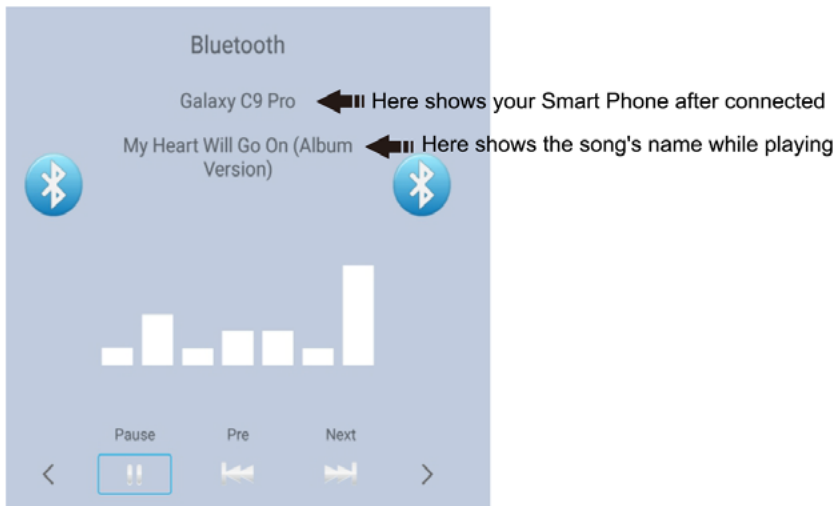 Bluetooth
Galaxy C9 Pro
Here shows your Smart Phone after connected
My Heart Will Go On (Album
Version)
Here shows the song's name while playing
Pause
Pre
Next